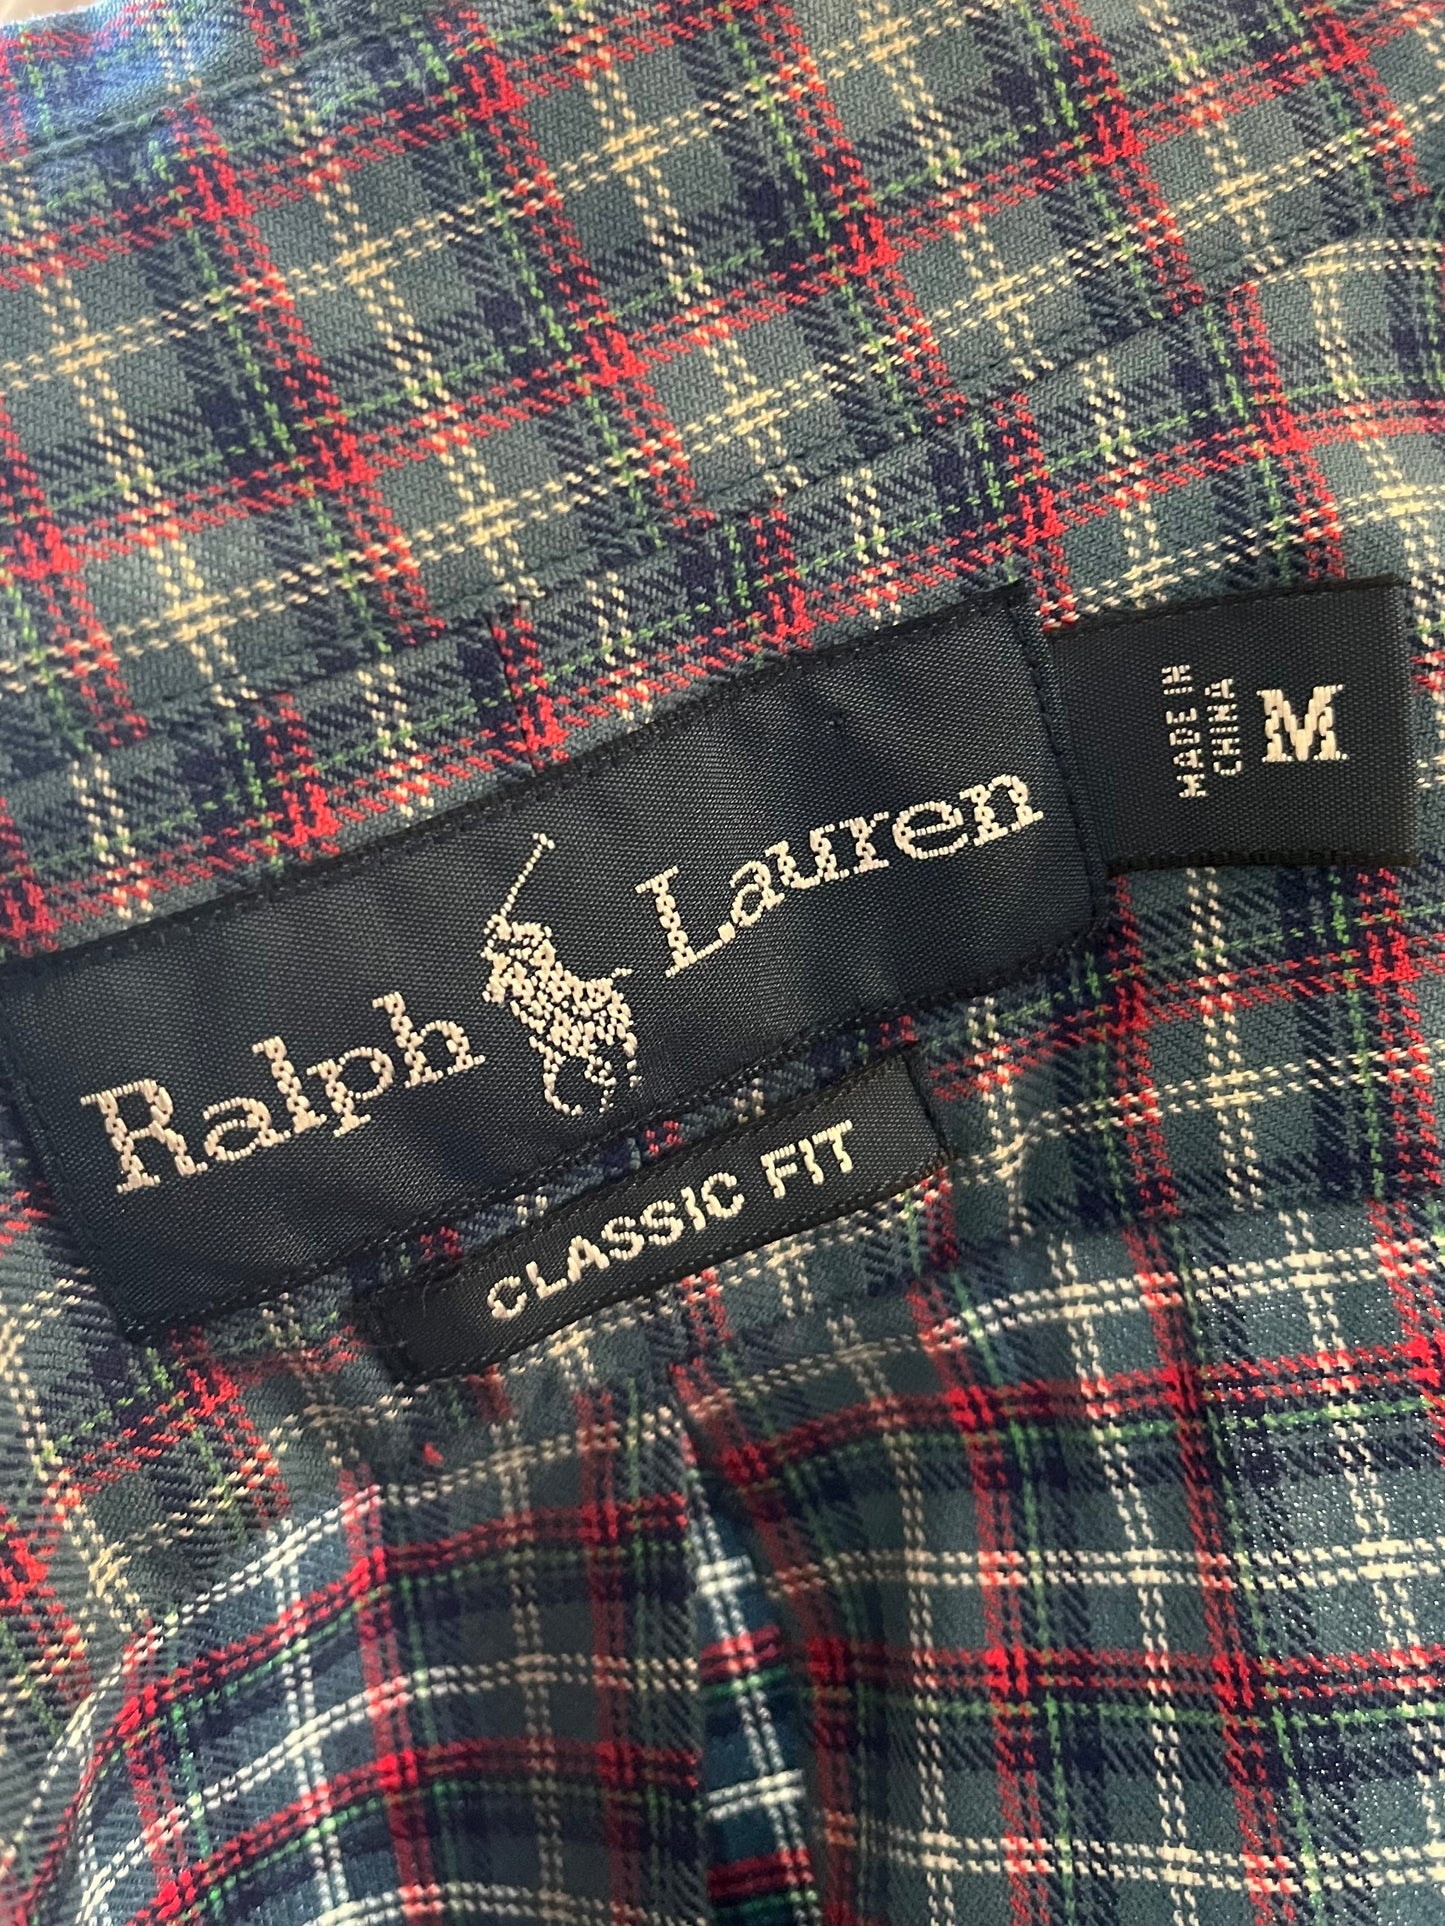 Ralph Lauren
MADE IN
CHINA
M
CLASSIC FIT